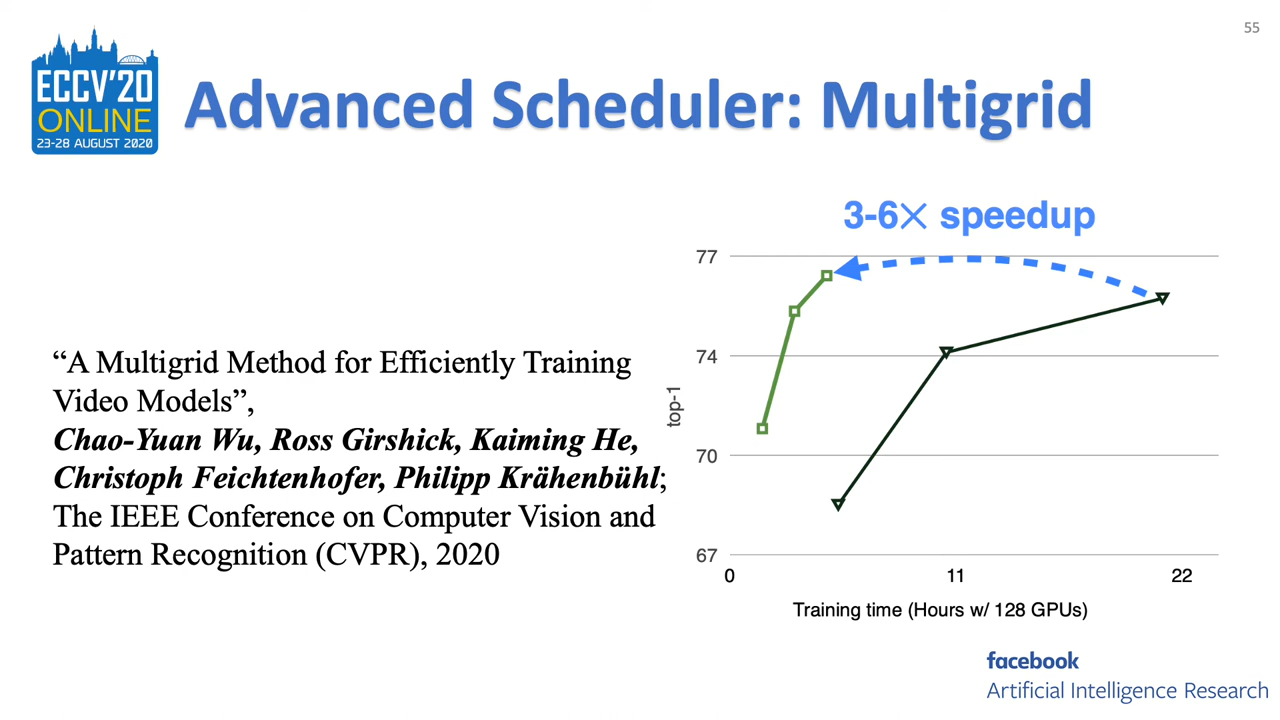 55
ECCV'20
ONLINE
23-28 AUGUST 2020
Advanced Scheduler: Multigrid
“A Multigrid Method for Efficiently Training
Video Models”,
Chao-Yuan Wu, Ross Girshick, Kaiming He,
Christoph Feichtenhofer, Philipp Krähenbühl;
The IEEE Conference on Computer Vision and
Pattern Recognition (CVPR), 2020
3-6× speedup
77
74
top-1
70
67
0 11 22
Training time (Hours w/ 128 GPUs)
facebook
Artificial Intelligence Research